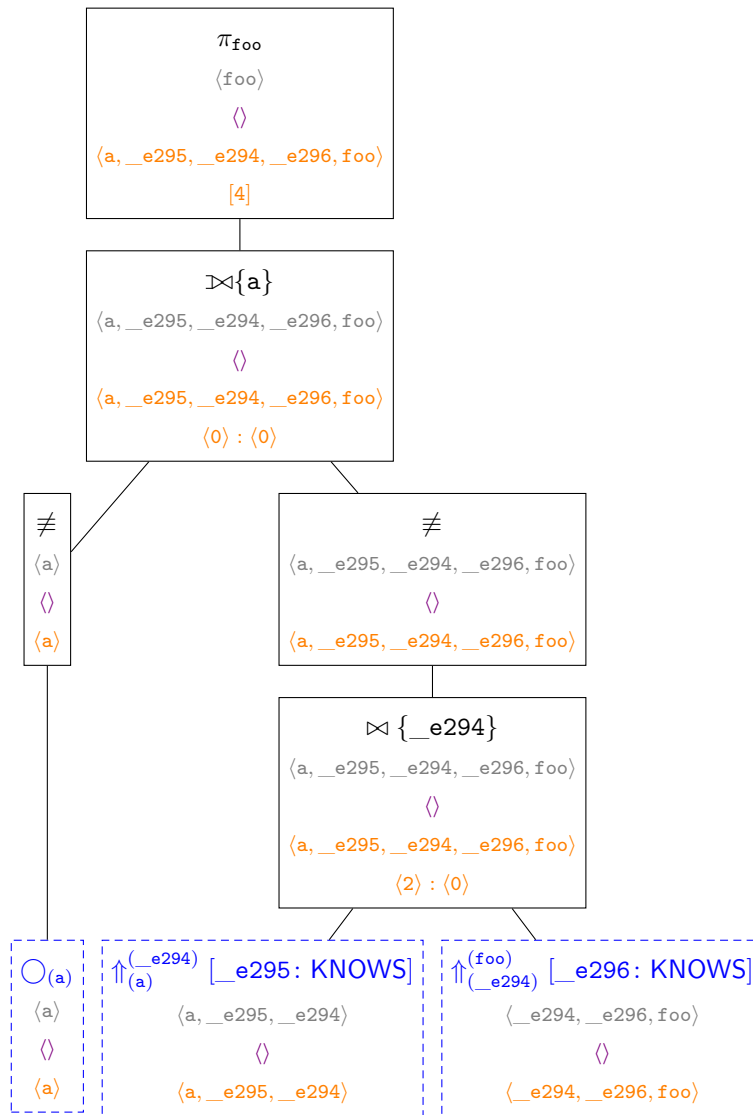 π_foo
⟨foo⟩
⟨⟩
⟨a, __e295, __e294, __e296, foo⟩
[4]
⟕{a}
⟨a, __e295, __e294, __e296, foo⟩
⟨⟩
⟨a, __e295, __e294, __e296, foo⟩
⟨0⟩ : ⟨0⟩
≢
⟨a⟩
⟨⟩
⟨a⟩
≢
⟨a, __e295, __e294, __e296, foo⟩
⟨⟩
⟨a, __e295, __e294, __e296, foo⟩
⋈ {__e294}
⟨a, __e295, __e294, __e296, foo⟩
⟨⟩
⟨a, __e295, __e294, __e296, foo⟩
⟨2⟩ : ⟨0⟩
◯_(a)
⟨a⟩
⟨⟩
⟨a⟩
⇑_(a)^(__e294) [__e295: KNOWS]
⟨a, __e295, __e294⟩
⟨⟩
⟨a, __e295, __e294⟩
⇑_(__e294)^(foo) [__e296: KNOWS]
⟨__e294, __e296, foo⟩
⟨⟩
⟨__e294, __e296, foo⟩